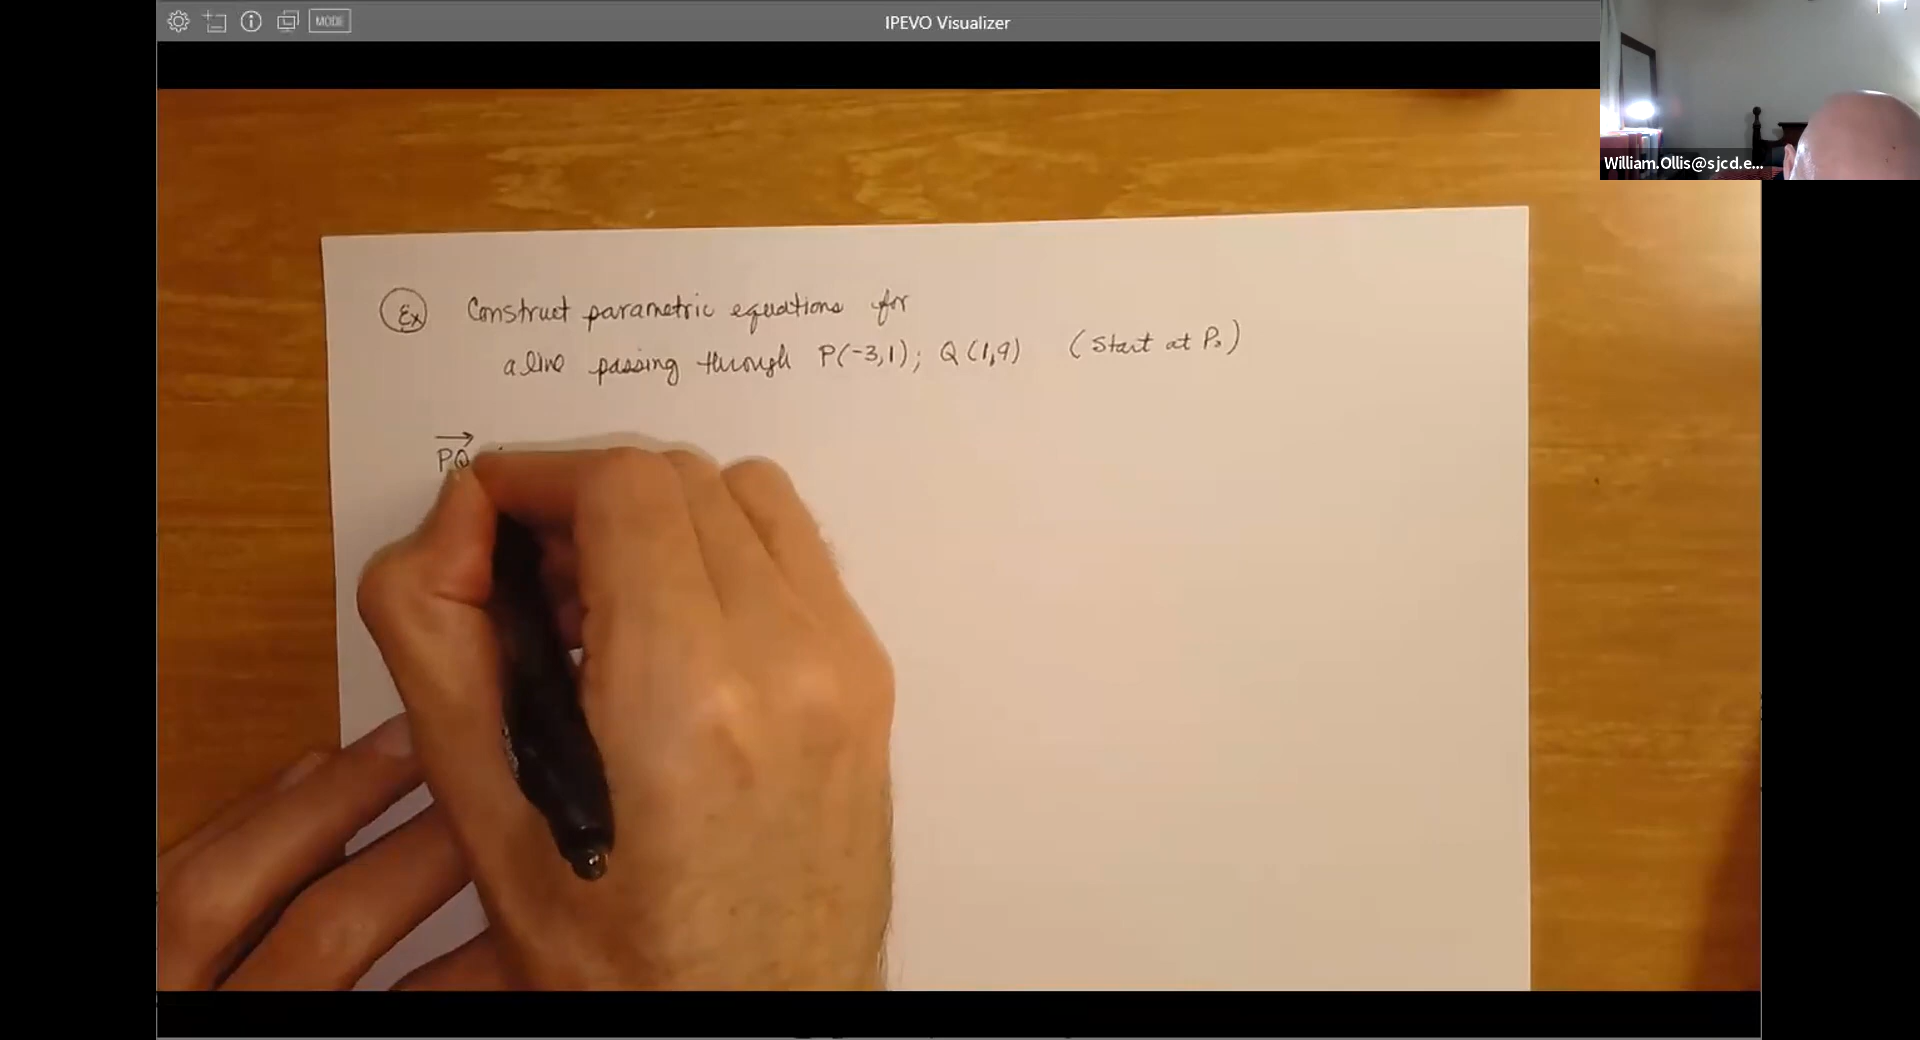 MODE
IPEVO Visualizer
William.Ollis@sjcd.e...
Ex Construct parametric equations for
a line passing through P(-3,1); Q(1,9) (Start at P.)
PQ